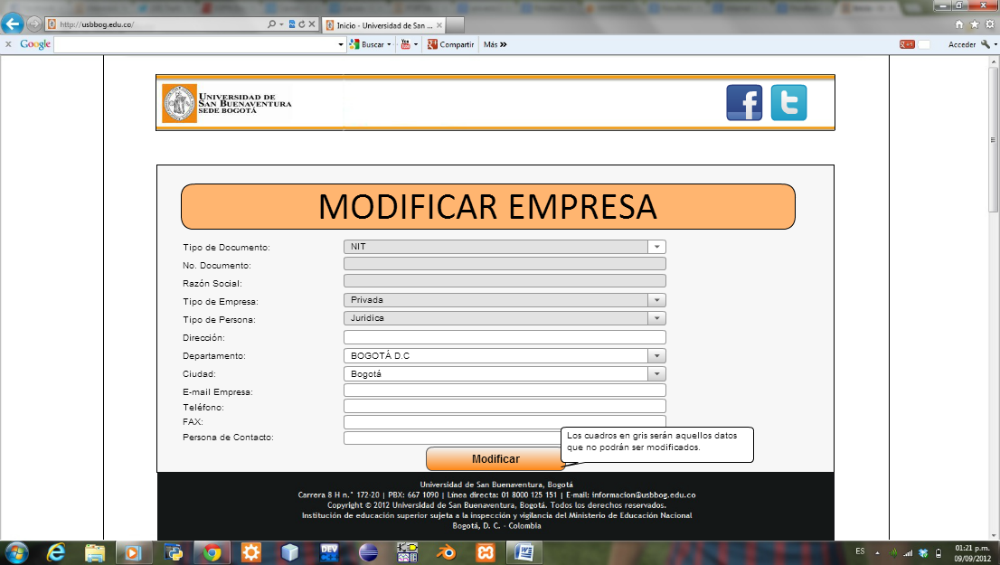 http://usbbog.edu.co/
Inicio - Universidad de San ...
Google
Buscar
You Tube
Compartir
Más »
+1
Acceder
UNIVERSIDAD DE
SAN BUENAVENTURA
SEDE BOGOTÁ
f
t
MODIFICAR EMPRESA
Tipo de Documento: NIT
No. Documento:
Razón Social:
Tipo de Empresa: Privada
Tipo de Persona: Juridica
Dirección:
Departamento: BOGOTÁ D.C
Ciudad: Bogotá
E-mail Empresa:
Teléfono:
FAX:
Persona de Contacto:
Los cuadros en gris serán aquellos datos
que no podrán ser modificados.
Modificar
Universidad de San Buenaventura, Bogotá
Carrera 8 H n.° 172-20 | PBX: 667 1090 | Línea directa: 01 8000 125 151 | E-mail: informacion@usbbog.edu.co
Copyright © 2012 Universidad de San Buenaventura, Bogotá. Todos los derechos reservados.
Institución de educación superior sujeta a la inspección y vigilancia del Ministerio de Educación Nacional
Bogotá, D. C. - Colombia
DEV
ES
01:21 p.m.
09/09/2012